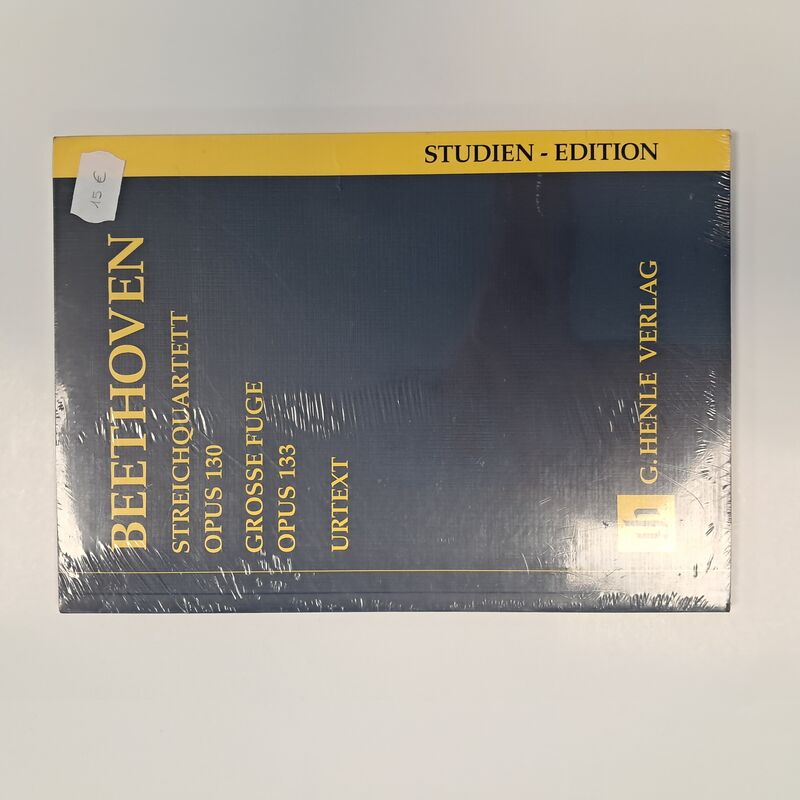 STUDIEN - EDITION
15 €
BEETHOVEN
STREICHQUARTETT
OPUS 130
GROSSE FUGE
OPUS 133
URTEXT
G. HENLE VERLAG